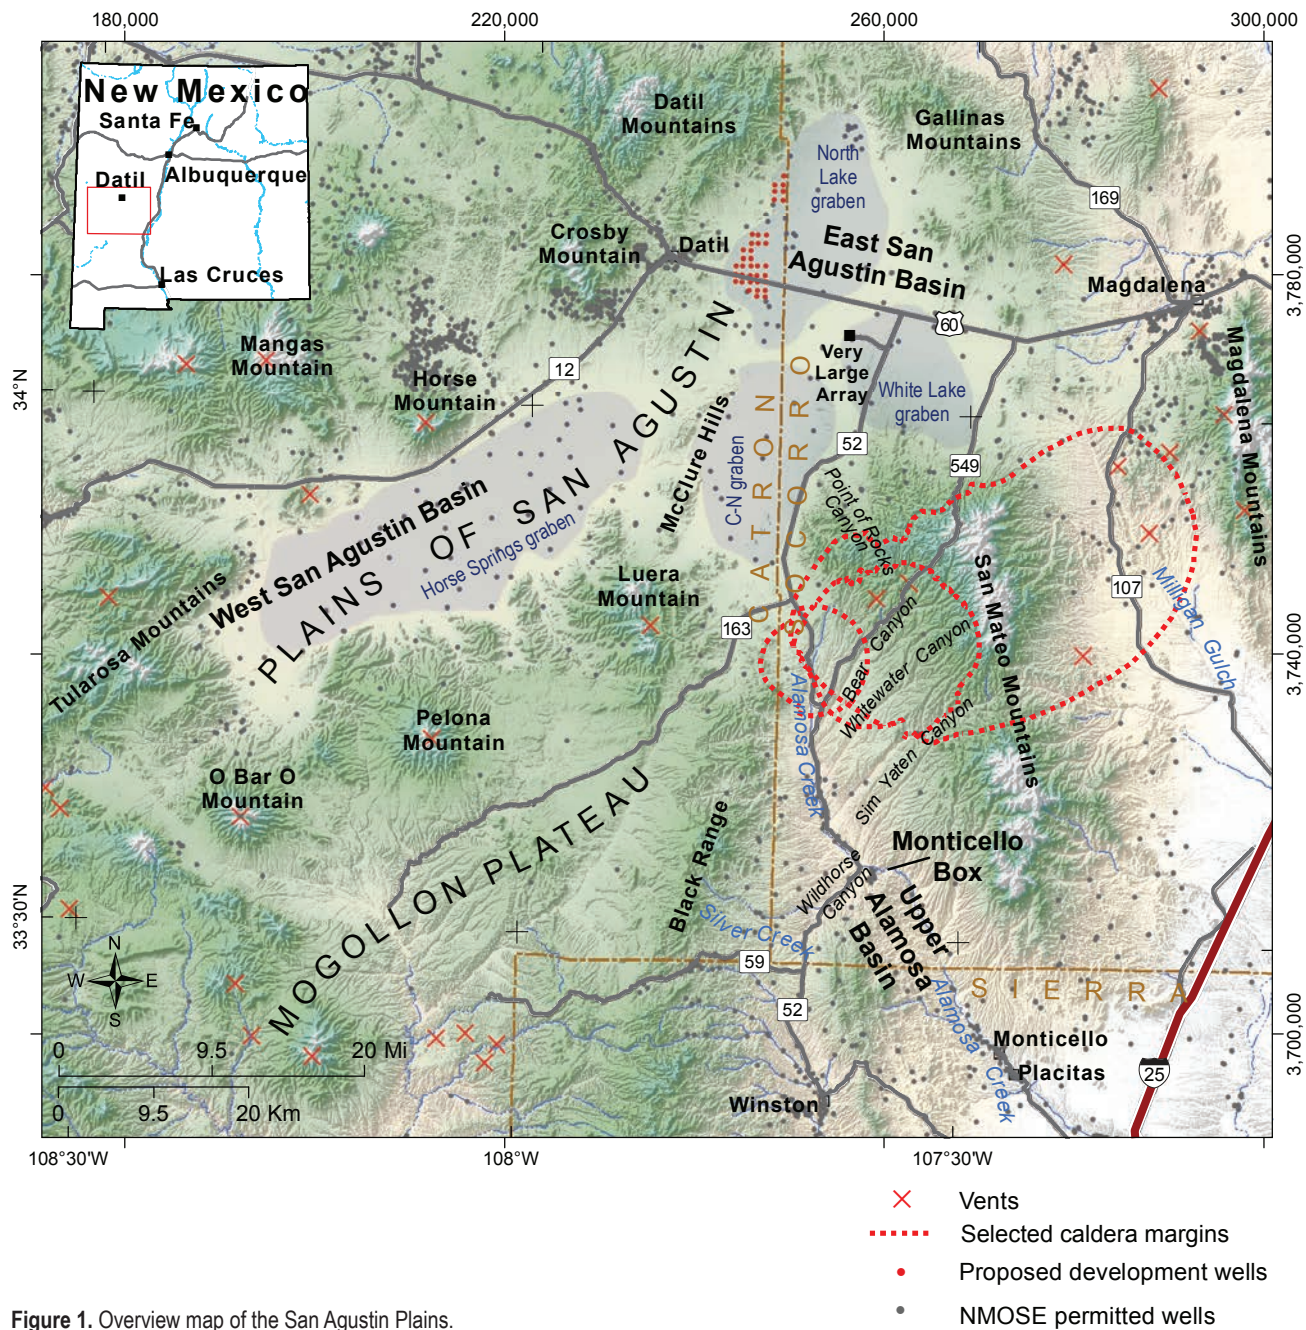 180,000
220,000
260,000
300,000
New Mexico
Santa Fe
Albuquerque
Datil
Las Cruces
Datil
Mountains
Gallinas
Mountains
North
Lake
graben
169
Crosby
Mountain
Datil
East San
Agustin Basin
Magdalena
3,780,000
60
Mangas
Mountain
Horse
Mountain
12
Very
Large
Array
White Lake
graben
Magdalena Mountains
34°N
McClure Hills
C-N graben
CATRON
SOCORRO
52
549
Point of Rocks
Canyon
West San Agustin Basin
PLAINS OF SAN AGUSTIN
Horse Springs graben
Luera
Mountain
163
107
Milligan Gulch
San Mateo Mountains
Tularosa Mountains
Bear Canyon
Whitewater Canyon
3,740,000
Alamosa Creek
Sim Yaten Canyon
Pelona
Mountain
O Bar O
Mountain
MOGOLLON PLATEAU
Black Range
Monticello
Box
Wildhorse
Canyon
Upper
Alamosa
Basin
33°30'N
Silver Creek
59
SIERRA
N
W
E
S
52
Alamosa Creek
Monticello
Placitas
3,700,000
25
Winston
0
9.5
20 Mi
0
9.5
20 Km
108°30'W
108°W
107°30'W
Vents
Selected caldera margins
Proposed development wells
NMOSE permitted wells
Figure 1. Overview map of the San Agustin Plains.